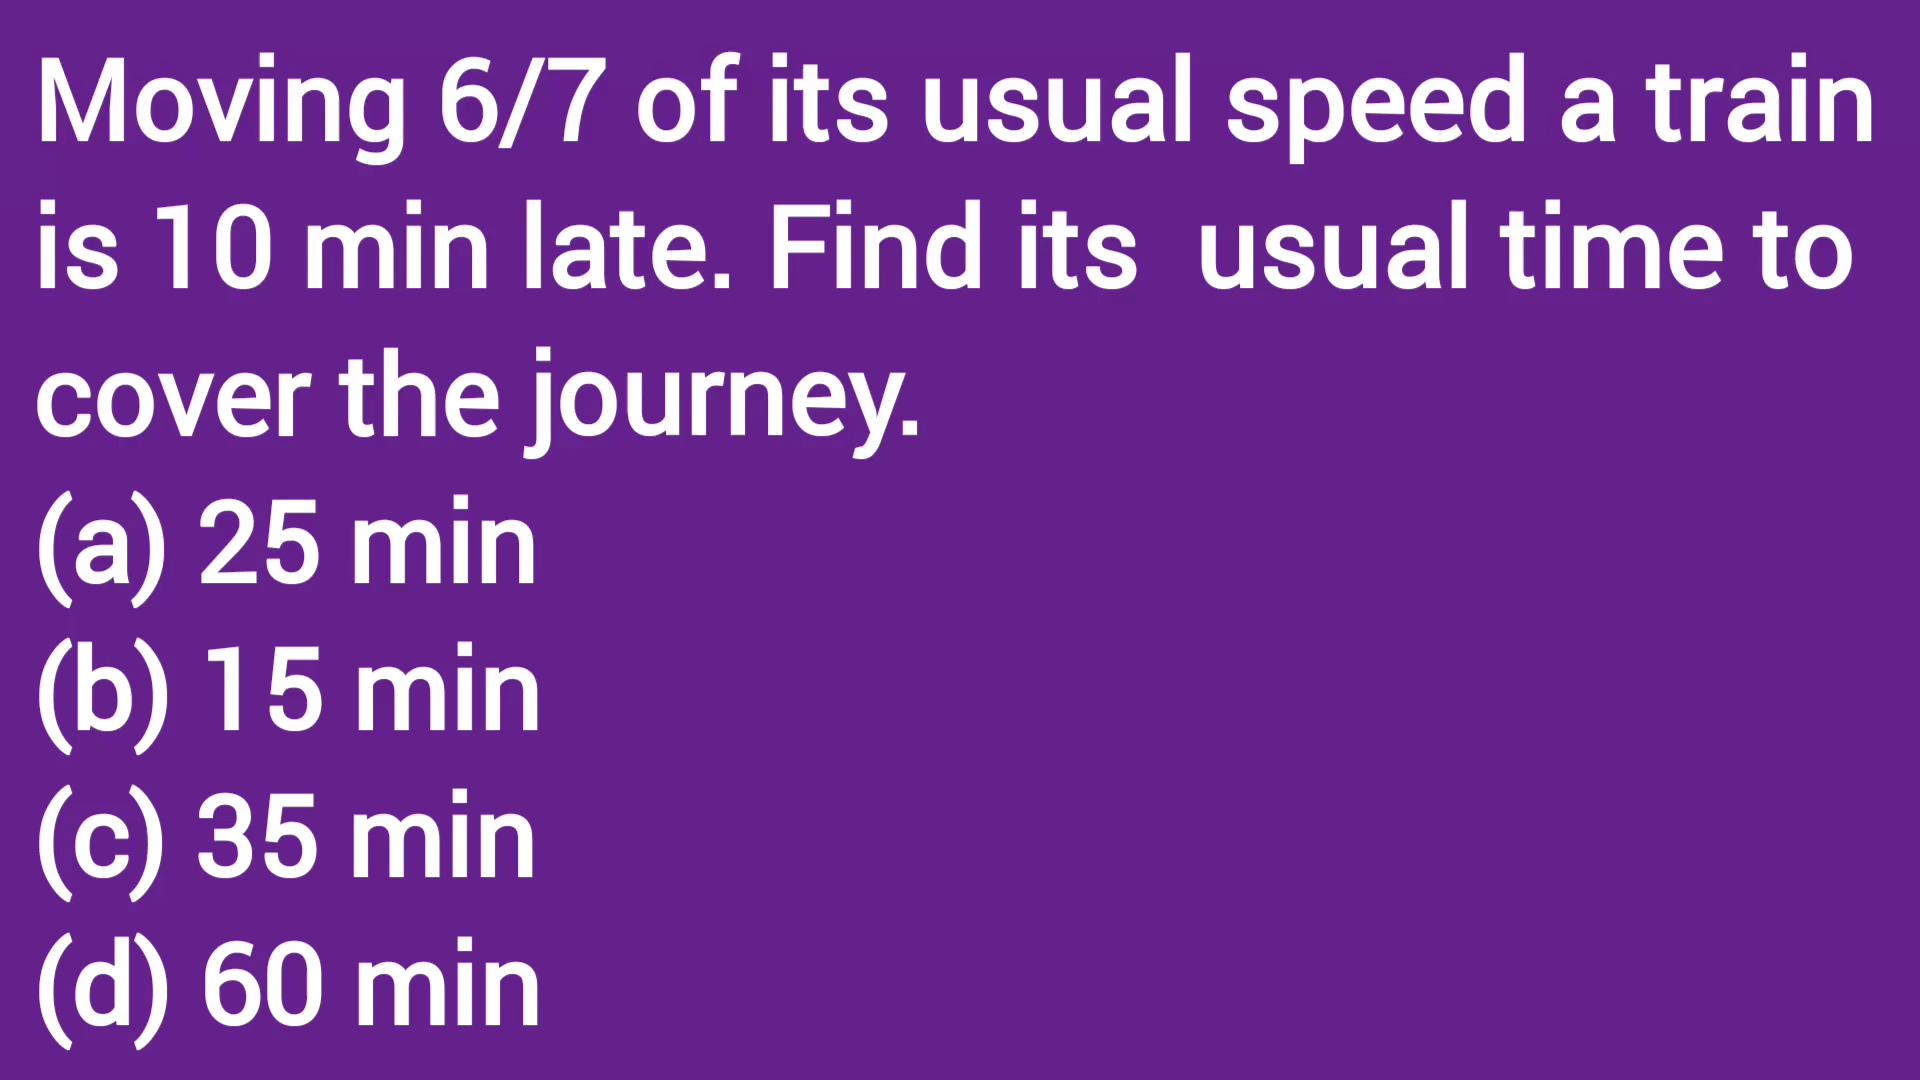 Moving 6/7 of its usual speed a train
is 10 min late. Find its  usual time to
cover the journey.
(a) 25 min
(b) 15 min
(c) 35 min
(d) 60 min